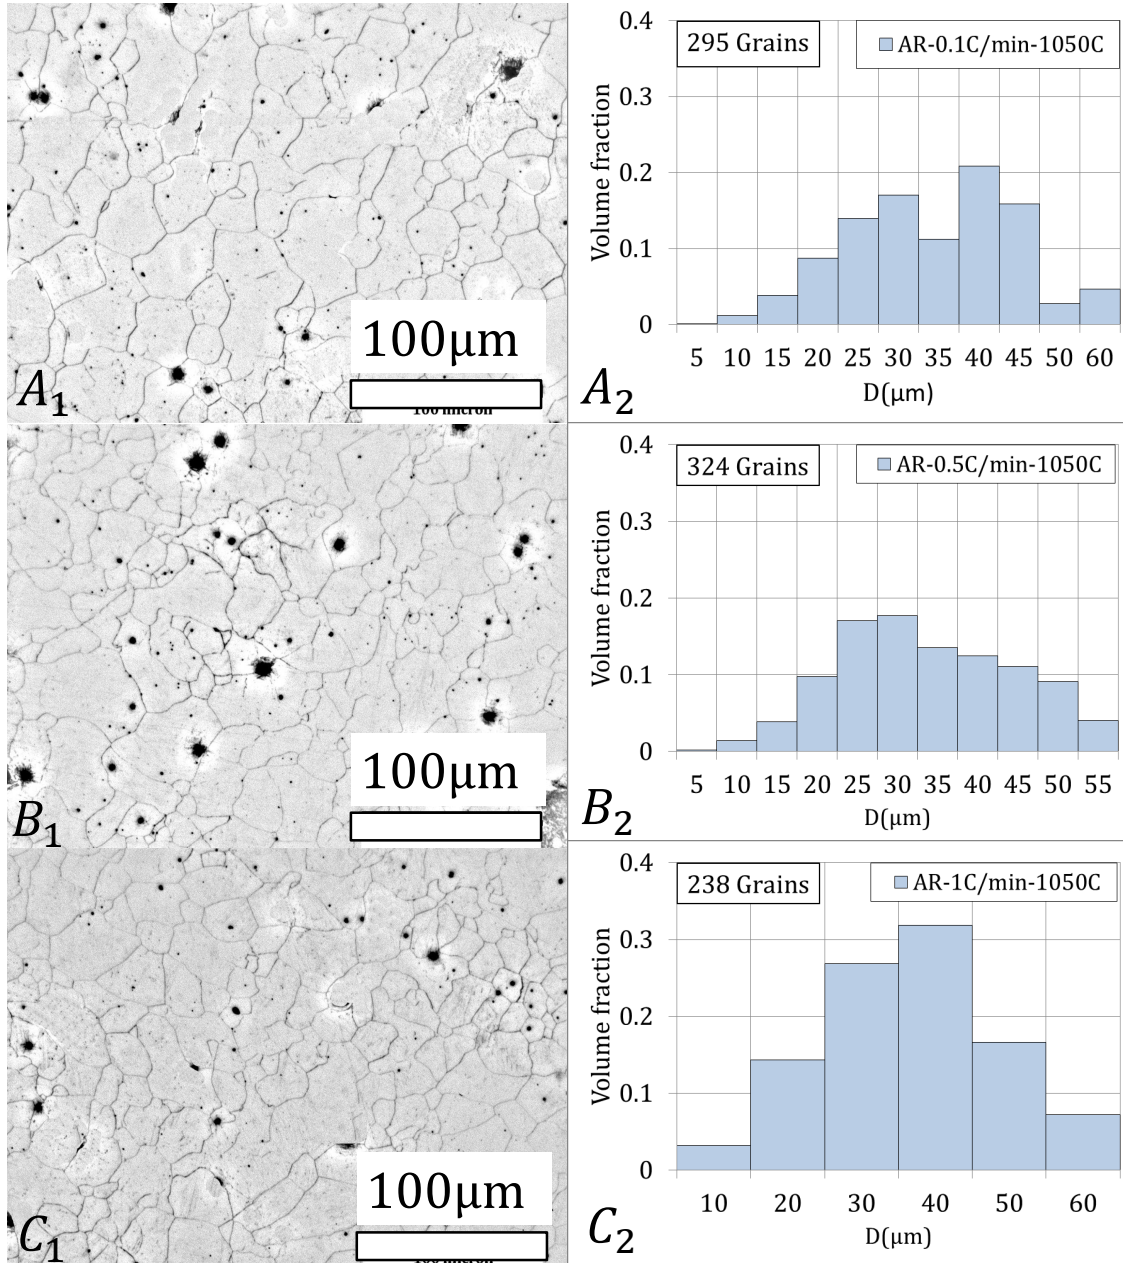 100µm
100 micron
A1
0.4
0.3
0.2
0.1
0
Volume fraction
295 Grains
AR-0.1C/min-1050C
5 10 15 20 25 30 35 40 45 50 60
D(µm)
A2
100µm
B1
0.4
0.3
0.2
0.1
0
Volume fraction
324 Grains
AR-0.5C/min-1050C
5 10 15 20 25 30 35 40 45 50 55
D(µm)
B2
100µm
C1
0.4
0.3
0.2
0.1
0
Volume fraction
238 Grains
AR-1C/min-1050C
10 20 30 40 50 60
D(µm)
C2